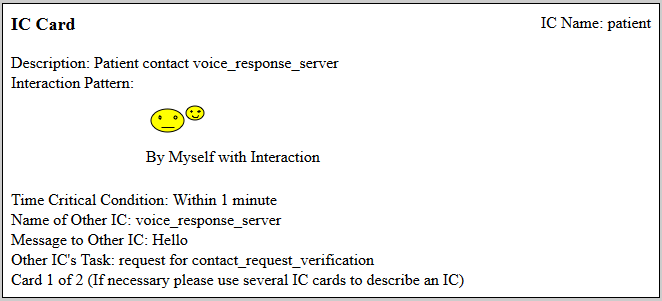 IC Card
IC Name: patient
Description: Patient contact voice_response_server
Interaction Pattern:
By Myself with Interaction
Time Critical Condition: Within 1 minute
Name of Other IC: voice_response_server
Message to Other IC: Hello
Other IC's Task: request for contact_request_verification
Card 1 of 2 (If necessary please use several IC cards to describe an IC)